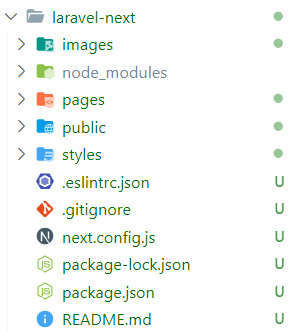 laravel-next
images
node_modules
pages
public
styles
.eslintrc.json U
.gitignore U
next.config.js U
package-lock.json U
package.json U
README.md U